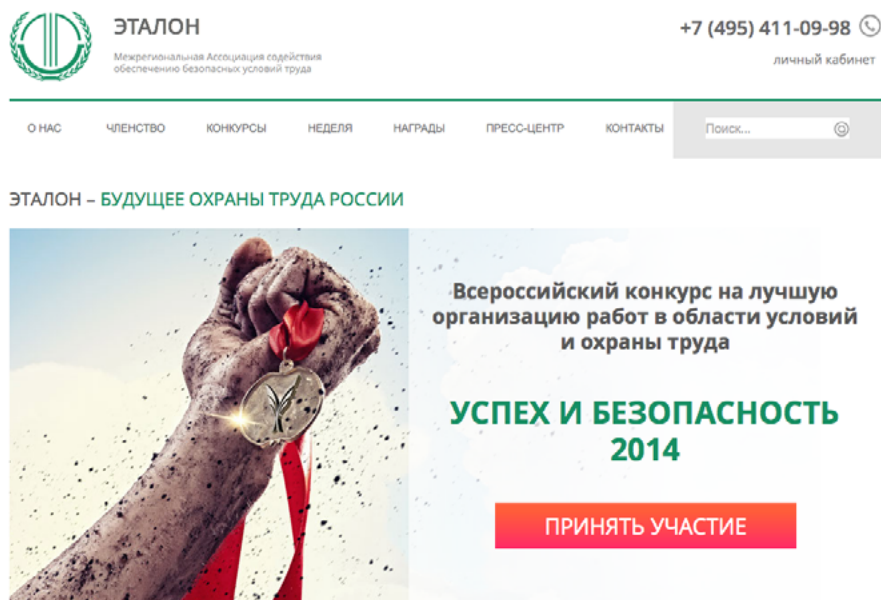 ЭТАЛОН
Межрегиональная Ассоциация содействия
обеспечению безопасных условий труда
+7 (495) 411-09-98
личный кабинет
О НАС ЧЛЕНСТВО КОНКУРСЫ НЕДЕЛЯ НАГРАДЫ ПРЕСС-ЦЕНТР КОНТАКТЫ Поиск...
ЭТАЛОН – БУДУЩЕЕ ОХРАНЫ ТРУДА РОССИИ
Всероссийский конкурс на лучшую
организацию работ в области условий
и охраны труда
УСПЕХ И БЕЗОПАСНОСТЬ
2014
ПРИНЯТЬ УЧАСТИЕ